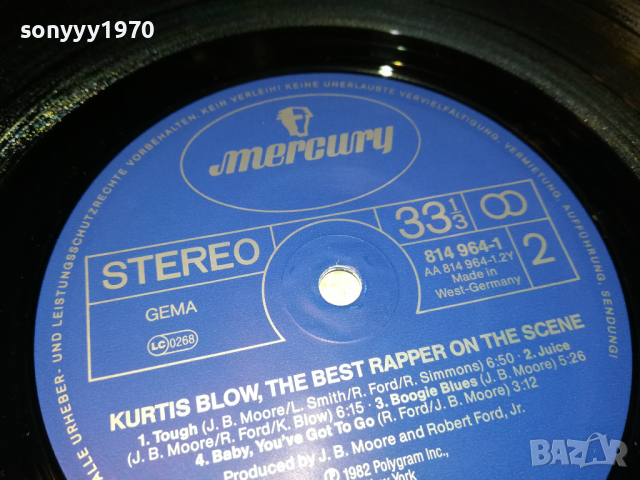 sonyyy1970
ALLE URHEBER- UND LEISTUNGSSCHUTZRECHTE VORBEHALTEN. KEIN VERLEIH! KEINE UNERLAUBTE VERVIELFÄLTIGUNG, VERMIETUNG, AUFFÜHRUNG, SENDUNG!
mercury
STEREO
33 1/3
814 964-1
AA 814 964-1.2Y
Made in
West-Germany
2
GEMA
LC 0268
KURTIS BLOW, THE BEST RAPPER ON THE SCENE
1. Tough (J. B. Moore/L. Smith/R. Ford/R. Simmons) 6:50 · 2. Juice
(J. B. Moore/R. Ford/K. Blow) 6:15 · 3. Boogie Blues (J. B. Moore) 5:26
4. Baby, You've Got To Go (R. Ford/J. B. Moore) 3:12
Produced by J. B. Moore and Robert Ford, Jr.
℗ 1982 Polygram Inc.,
York
BAZAR